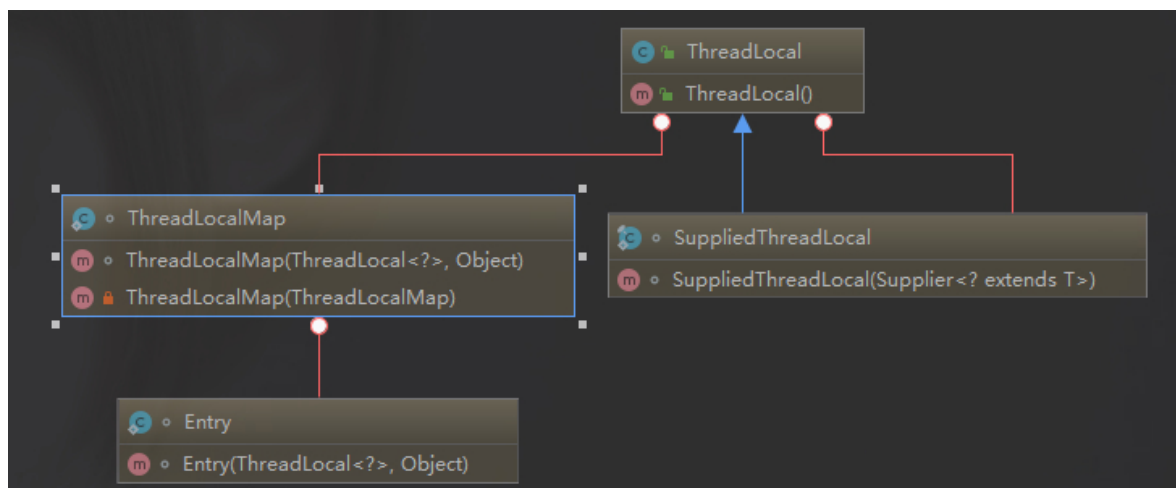 ThreadLocal
ThreadLocal()
ThreadLocalMap
ThreadLocalMap(ThreadLocal<?>, Object)
ThreadLocalMap(ThreadLocalMap)
SuppliedThreadLocal
SuppliedThreadLocal(Supplier<? extends T>)
Entry
Entry(ThreadLocal<?>, Object)